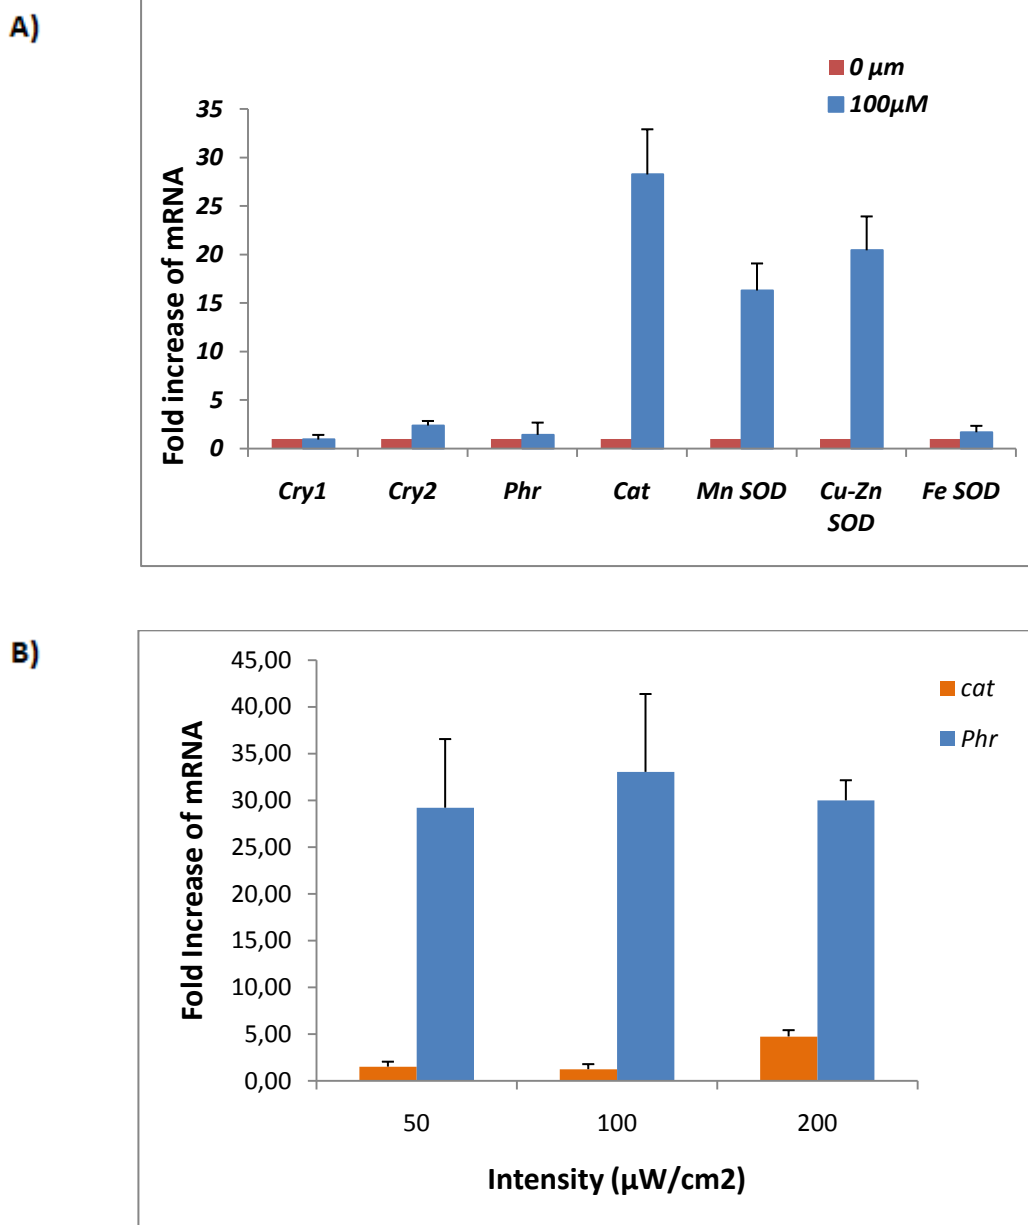 A)
0 µm
100µM
Fold increase of mRNA
35
30
25
20
15
10
5
0
Cry1 Cry2 Phr Cat Mn SOD Cu-Zn SOD Fe SOD
B)
cat
Phr
Fold Increase of mRNA
45,00
40,00
35,00
30,00
25,00
20,00
15,00
10,00
5,00
0,00
50 100 200
Intensity (µW/cm2)